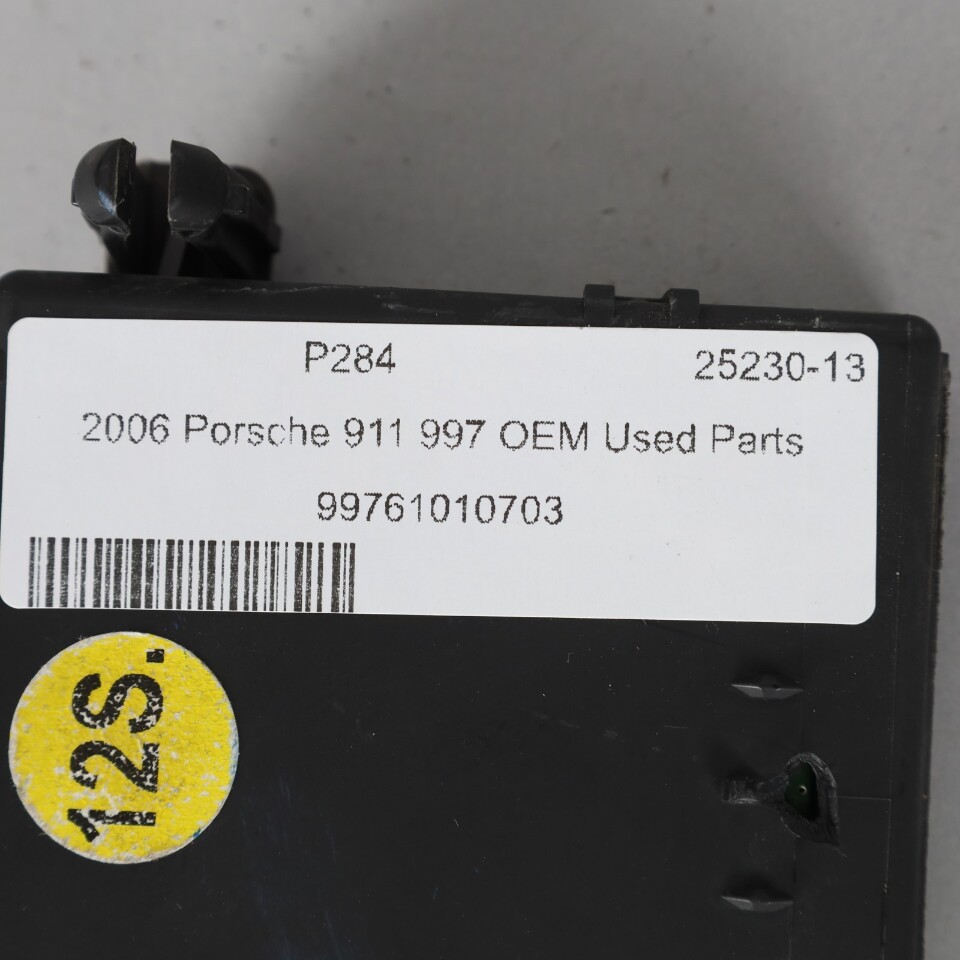 P284 25230-13
2006 Porsche 911 997 OEM Used Parts
99761010703
12S.